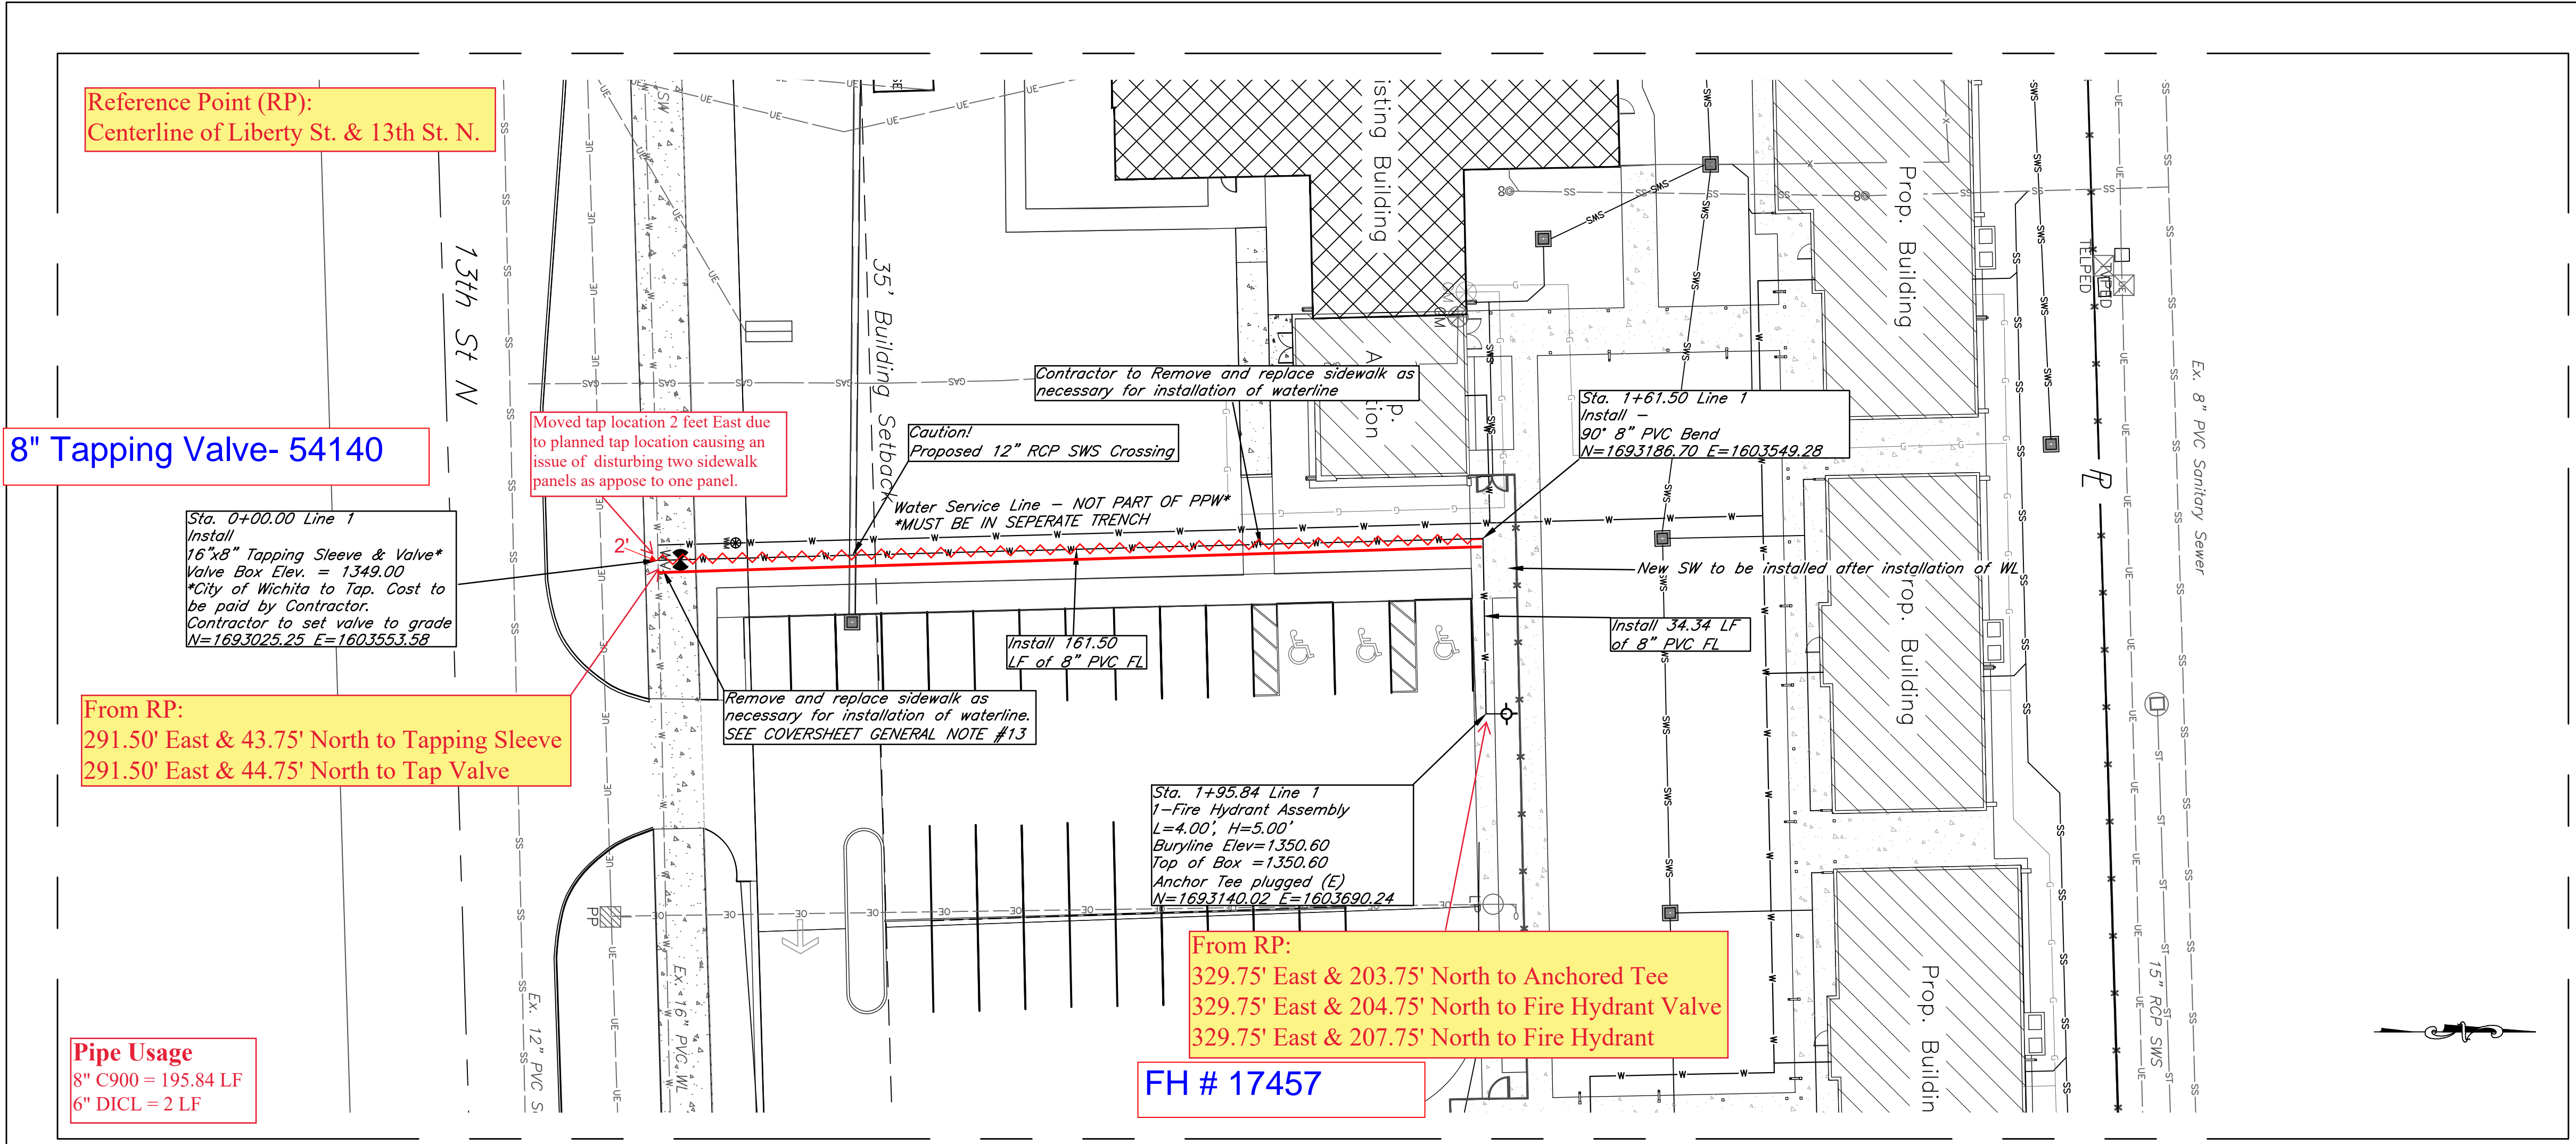 Reference Point (RP):
Centerline of Liberty St. & 13th St. N.
13th St N
8" Tapping Valve- 54140
Moved tap location 2 feet East due
to planned tap location causing an
issue of disturbing two sidewalk
panels as appose to one panel.
2'
Sta. 0+00.00 Line 1
Install
16"x8" Tapping Sleeve & Valve*
Valve Box Elev. = 1349.00
*City of Wichita to Tap. Cost to
be paid by Contractor.
Contractor to set valve to grade
N=1693025.25 E=1603553.58
From RP:
291.50' East & 43.75' North to Tapping Sleeve
291.50' East & 44.75' North to Tap Valve
Pipe Usage
8" C900 = 195.84 LF
6" DICL = 2 LF
35' Building Setback
Caution!
Proposed 12" RCP SWS Crossing
Contractor to Remove and replace sidewalk as
necessary for installation of waterline
Water Service Line – NOT PART OF PPW*
*MUST BE IN SEPERATE TRENCH
Install 161.50
LF of 8" PVC FL
Remove and replace sidewalk as
necessary for installation of waterline.
SEE COVERSHEET GENERAL NOTE #13
Sta. 1+61.50 Line 1
Install –
90° 8" PVC Bend
N=1693186.70 E=1603549.28
New SW to be installed after installation of WL
Install 34.34 LF
of 8" PVC FL
Sta. 1+95.84 Line 1
1–Fire Hydrant Assembly
L=4.00', H=5.00'
Buryline Elev=1350.60
Top of Box =1350.60
Anchor Tee plugged (E)
N=1693140.02 E=1603690.24
From RP:
329.75' East & 203.75' North to Anchored Tee
329.75' East & 204.75' North to Fire Hydrant Valve
329.75' East & 207.75' North to Fire Hydrant
FH # 17457
isting Building
Prop. Building
rop. Building
Prop. Buildin
TELPED
TVPED
PP
LP
GM
GM
PL
Ex. 8" PVC Sanitary Sewer
15" RCP SWS
Ex. 16" PVC WL
Ex. 12" PVC S